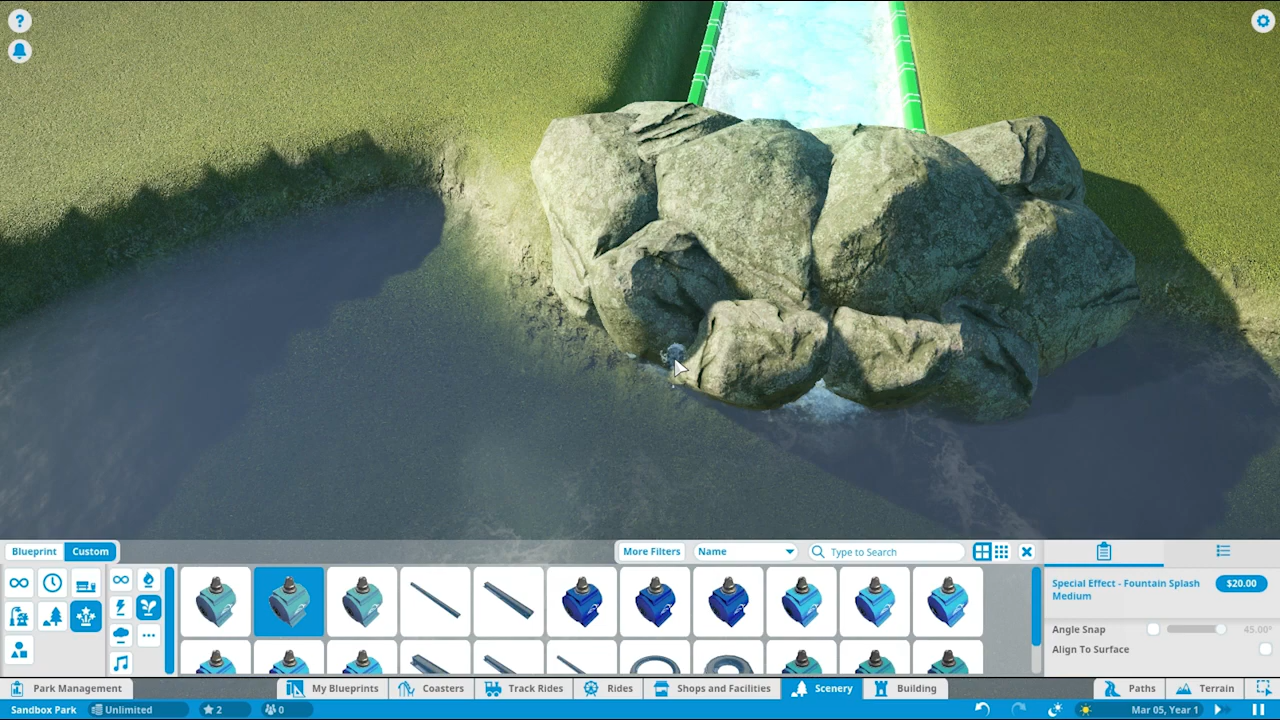 ?
Blueprint
Custom
More Filters
Name
Type to Search
Special Effect - Fountain Splash
Medium
$20.00
Angle Snap
45.00°
Align To Surface
Park Management
My Blueprints
Coasters
Track Rides
Rides
Shops and Facilities
Scenery
Building
Paths
Terrain
Sandbox Park
Unlimited
2
0
Mar 05, Year 1